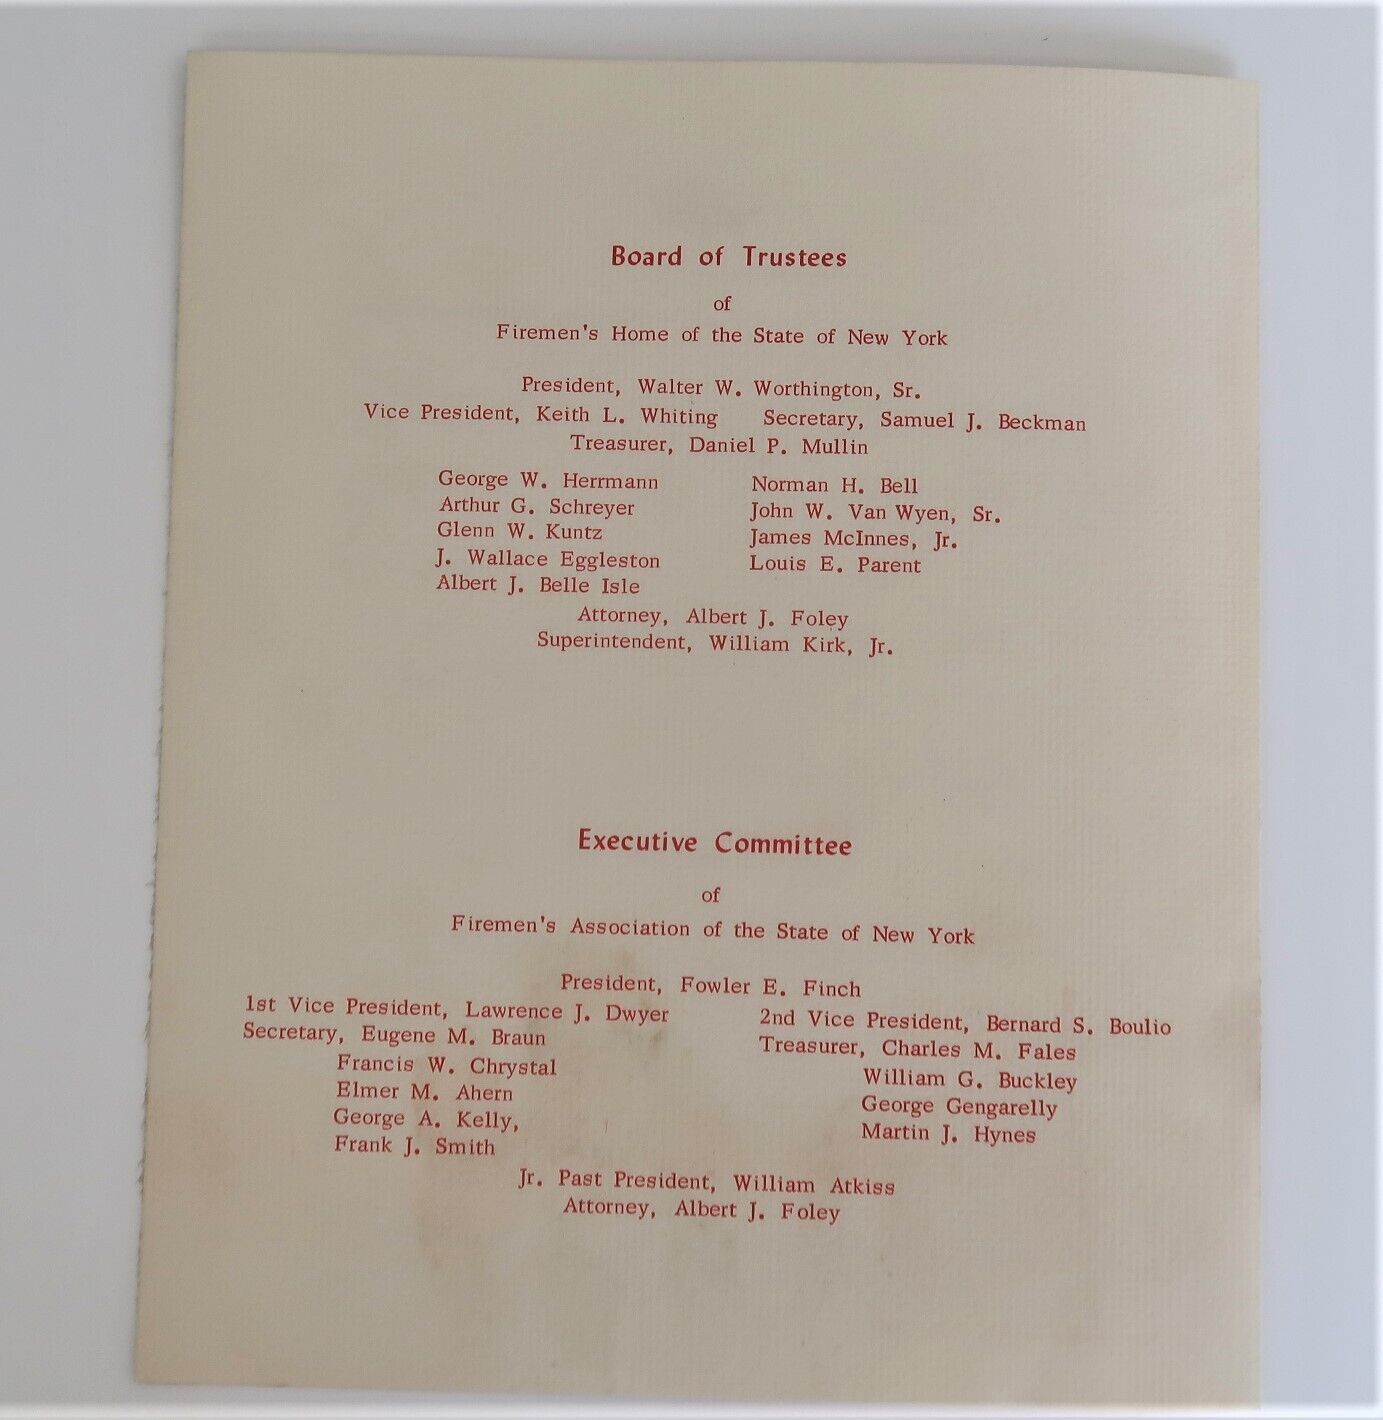 Board of Trustees
of
Firemen's Home of the State of New York
President, Walter W. Worthington, Sr.
Vice President, Keith L. Whiting Secretary, Samuel J. Beckman
Treasurer, Daniel P. Mullin
George W. Herrmann Norman H. Bell
Arthur G. Schreyer John W. Van Wyen, Sr.
Glenn W. Kuntz James McInnes, Jr.
J. Wallace Eggleston Louis E. Parent
Albert J. Belle Isle
Attorney, Albert J. Foley
Superintendent, William Kirk, Jr.
Executive Committee
of
Firemen's Association of the State of New York
President, Fowler E. Finch
1st Vice President, Lawrence J. Dwyer 2nd Vice President, Bernard S. Boulio
Secretary, Eugene M. Braun Treasurer, Charles M. Fales
Francis W. Chrystal William G. Buckley
Elmer M. Ahern George Gengarelly
George A. Kelly, Martin J. Hynes
Frank J. Smith
Jr. Past President, William Atkiss
Attorney, Albert J. Foley